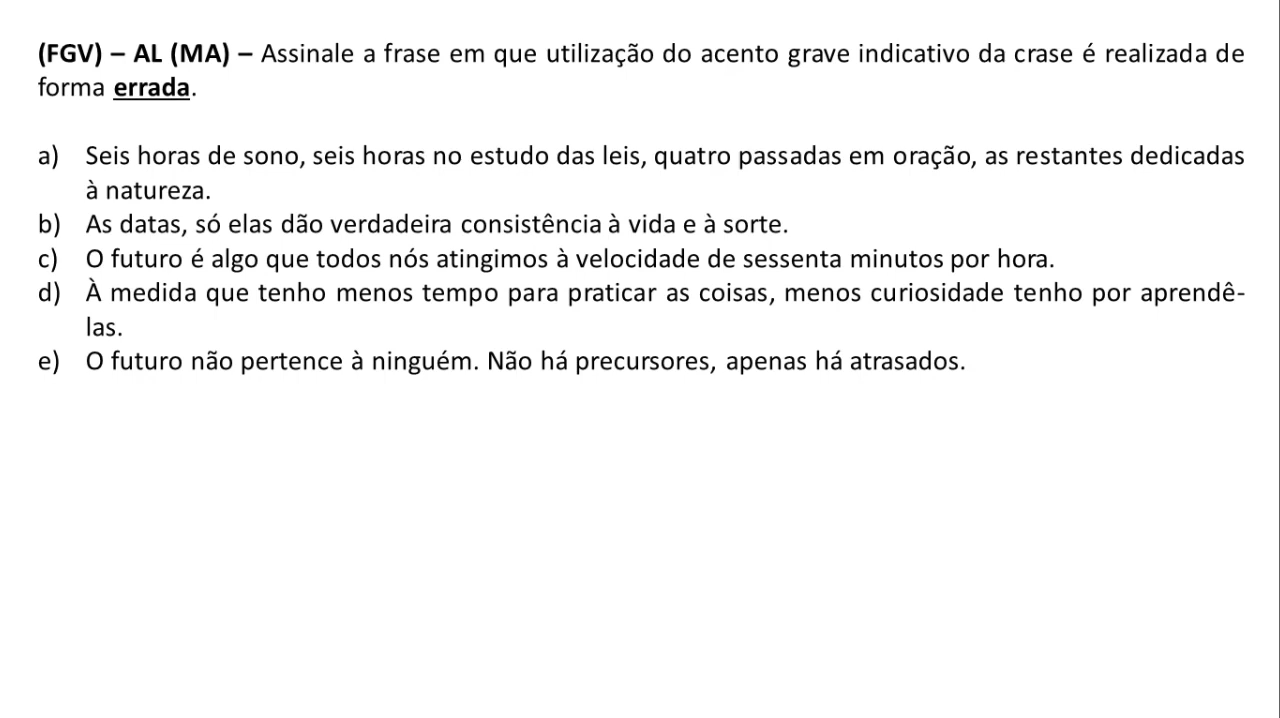 (FGV) – AL (MA) – Assinale a frase em que utilização do acento grave indicativo da crase é realizada de
forma errada.
a) Seis horas de sono, seis horas no estudo das leis, quatro passadas em oração, as restantes dedicadas
à natureza.
b) As datas, só elas dão verdadeira consistência à vida e à sorte.
c) O futuro é algo que todos nós atingimos à velocidade de sessenta minutos por hora.
d) À medida que tenho menos tempo para praticar as coisas, menos curiosidade tenho por aprendê-
las.
e) O futuro não pertence à ninguém. Não há precursores, apenas há atrasados.